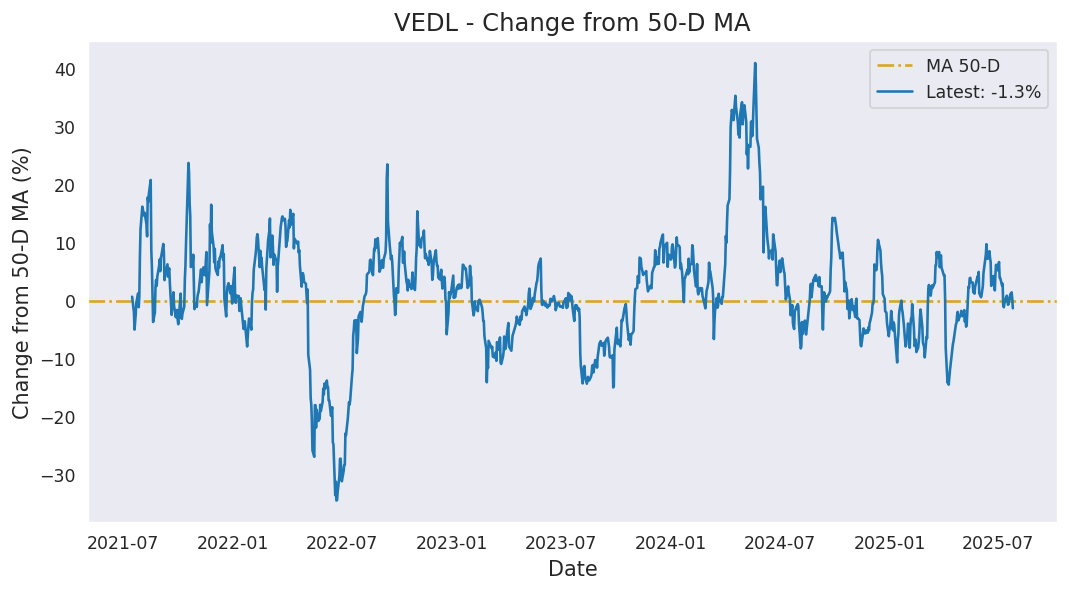 VEDL - Change from 50-D MA
MA 50-D
Latest: -1.3%
Change from 50-D MA (%)
40
30
20
10
0
−10
−20
−30
2021-07 2022-01 2022-07 2023-01 2023-07 2024-01 2024-07 2025-01 2025-07
Date